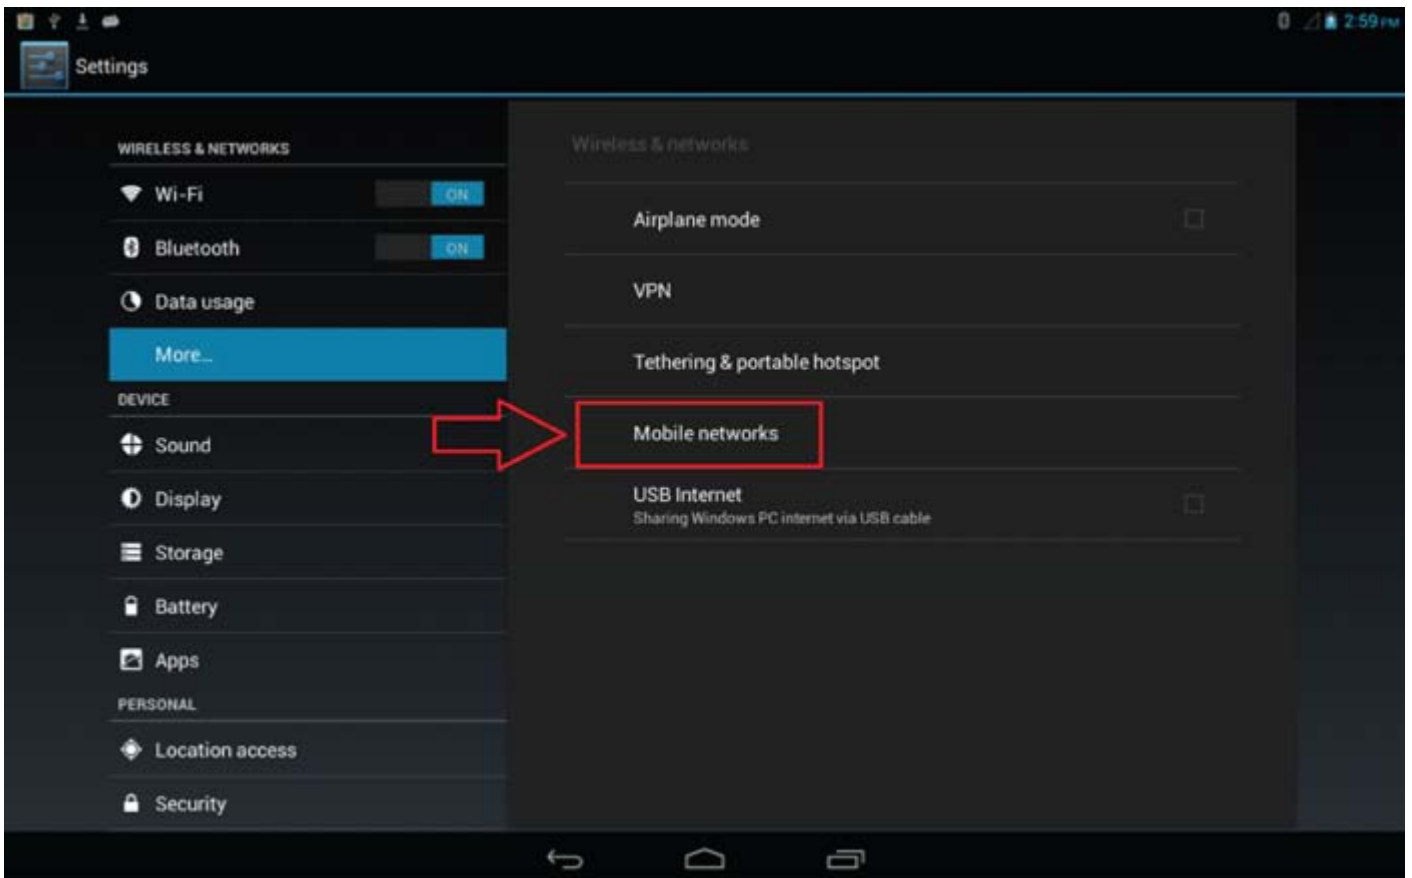 2:59 PM
Settings
WIRELESS & NETWORKS
Wi-Fi
ON
Bluetooth
ON
Data usage
More...
DEVICE
Sound
Display
Storage
Battery
Apps
PERSONAL
Location access
Security
Wireless & networks
Airplane mode
VPN
Tethering & portable hotspot
Mobile networks
USB Internet
Sharing Windows PC internet via USB cable